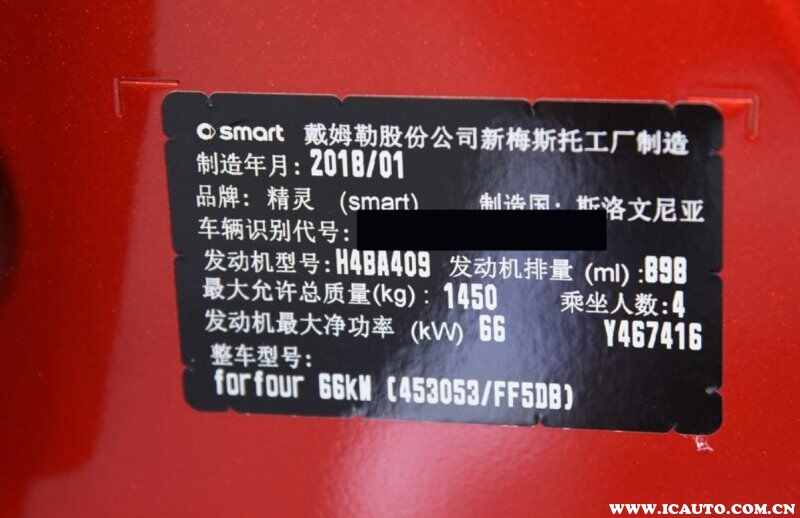 smart 戴姆勒股份公司新梅斯托工厂制造
制造年月: 2018/01
品牌: 精灵 (smart) 制造国: 斯洛文尼亚
车辆识别代号:
发动机型号: H4BA409 发动机排量 (ml) :898
最大允许总质量(kg) : 1450 乘坐人数: 4
发动机最大净功率 (kW) 66 Y467416
整车型号:
forfour 66kW (453053/FF5DB)
WWW.ICAUTO.COM.CN